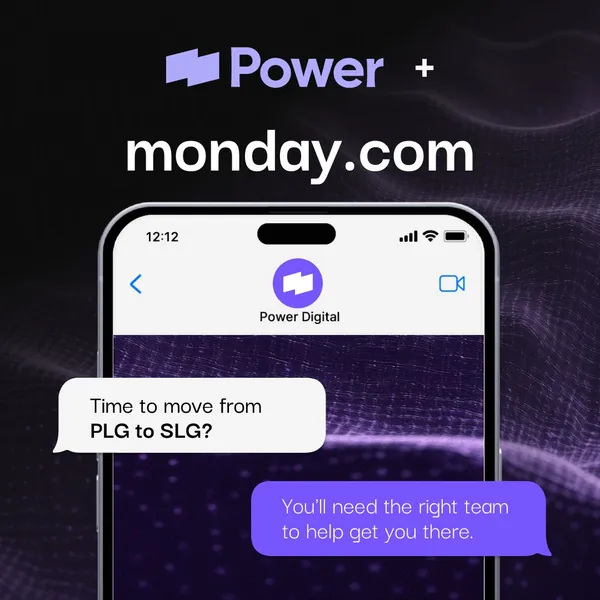 Power +
monday.com
12:12
Power Digital
Time to move from
PLG to SLG?
You'll need the right team
to help get you there.